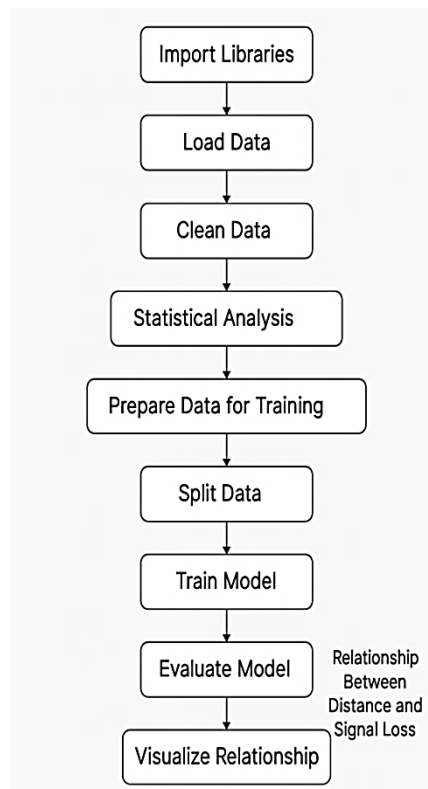 Import Libraries
Load Data
Clean Data
Statistical Analysis
Prepare Data for Training
Split Data
Train Model
Evaluate Model
Relationship
Between
Distance and
Signal Loss
Visualize Relationship